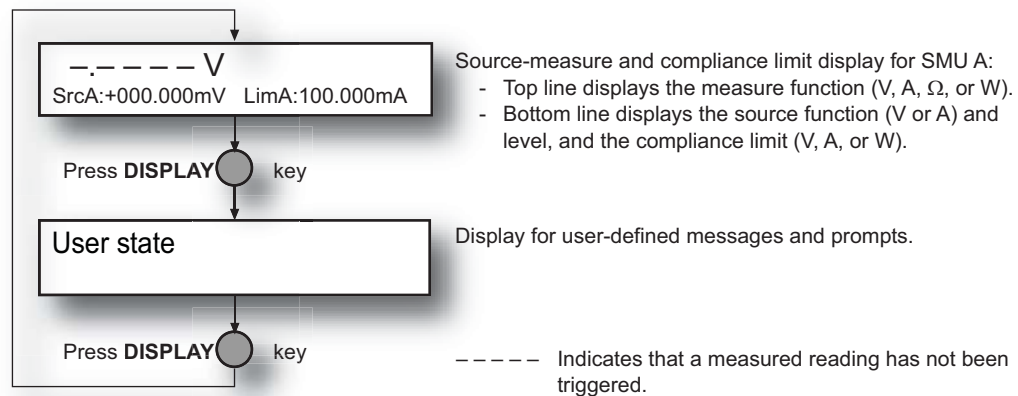 –.– – – – V
SrcA:+000.000mV LimA:100.000mA
Source-measure and compliance limit display for SMU A:
- Top line displays the measure function (V, A, Ω, or W).
- Bottom line displays the source function (V or A) and
level, and the compliance limit (V, A, or W).
Press DISPLAY key
User state
Display for user-defined messages and prompts.
Press DISPLAY key
– – – – – Indicates that a measured reading has not been
triggered.